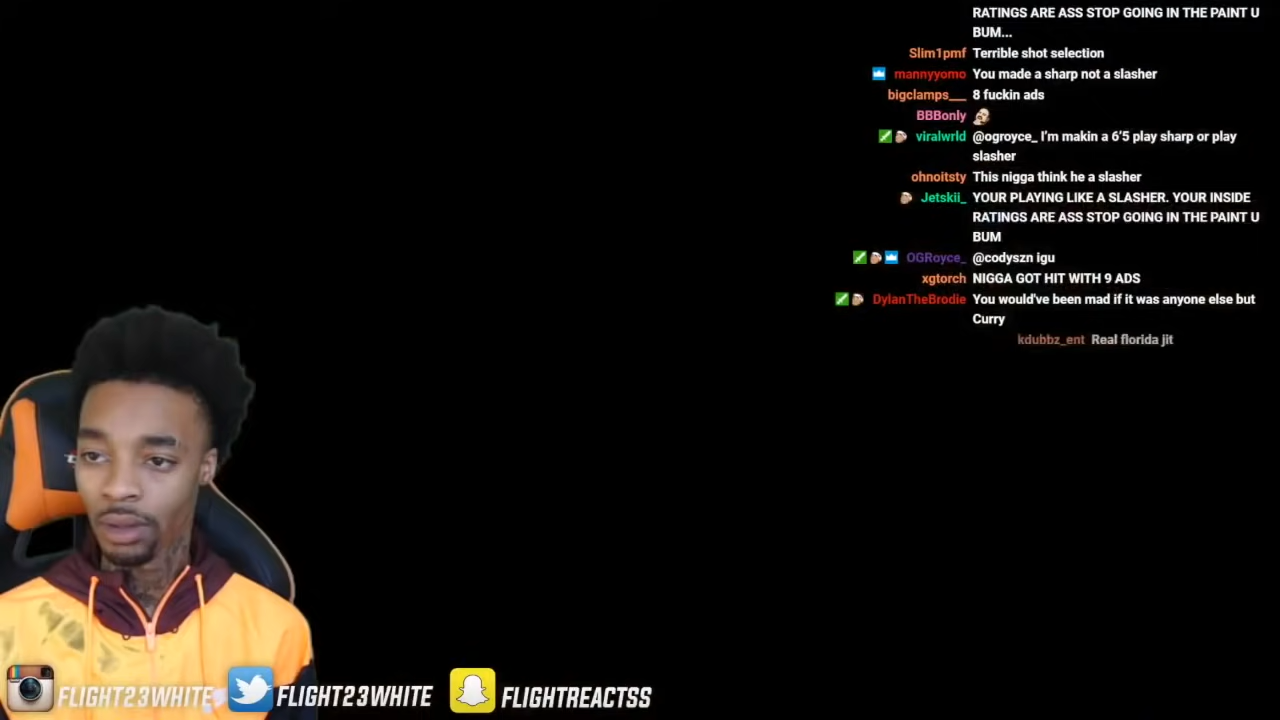 RATINGS ARE ASS STOP GOING IN THE PAINT U
BUM...
Slim1pmf Terrible shot selection
mannyyomo You made a sharp not a slasher
bigclamps___ 8 fuckin ads
BBBonly
viralwrld @ogroyce_ I'm makin a 6'5 play sharp or play
slasher
ohnoitsty This nigga think he a slasher
Jetskii_ YOUR PLAYING LIKE A SLASHER. YOUR INSIDE
RATINGS ARE ASS STOP GOING IN THE PAINT U
BUM
OGRoyce_ @codyszn igu
xgtorch NIGGA GOT HIT WITH 9 ADS
DylanTheBrodie You would've been mad if it was anyone else but
Curry
kdubbz_ent Real florida jit
FLIGHT23WHITE FLIGHT23WHITE FLIGHTREACTSS